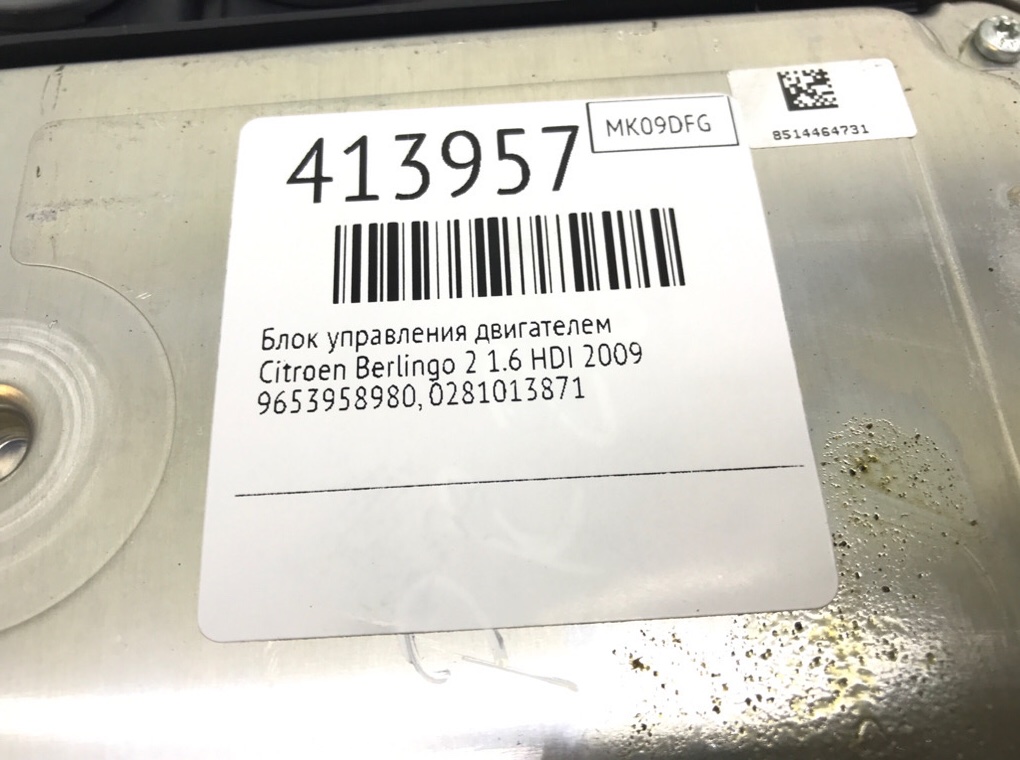 413957
MK09DFG
8514464731
Блок управления двигателем
Citroen Berlingo 2 1.6 HDI 2009
9653958980, 0281013871